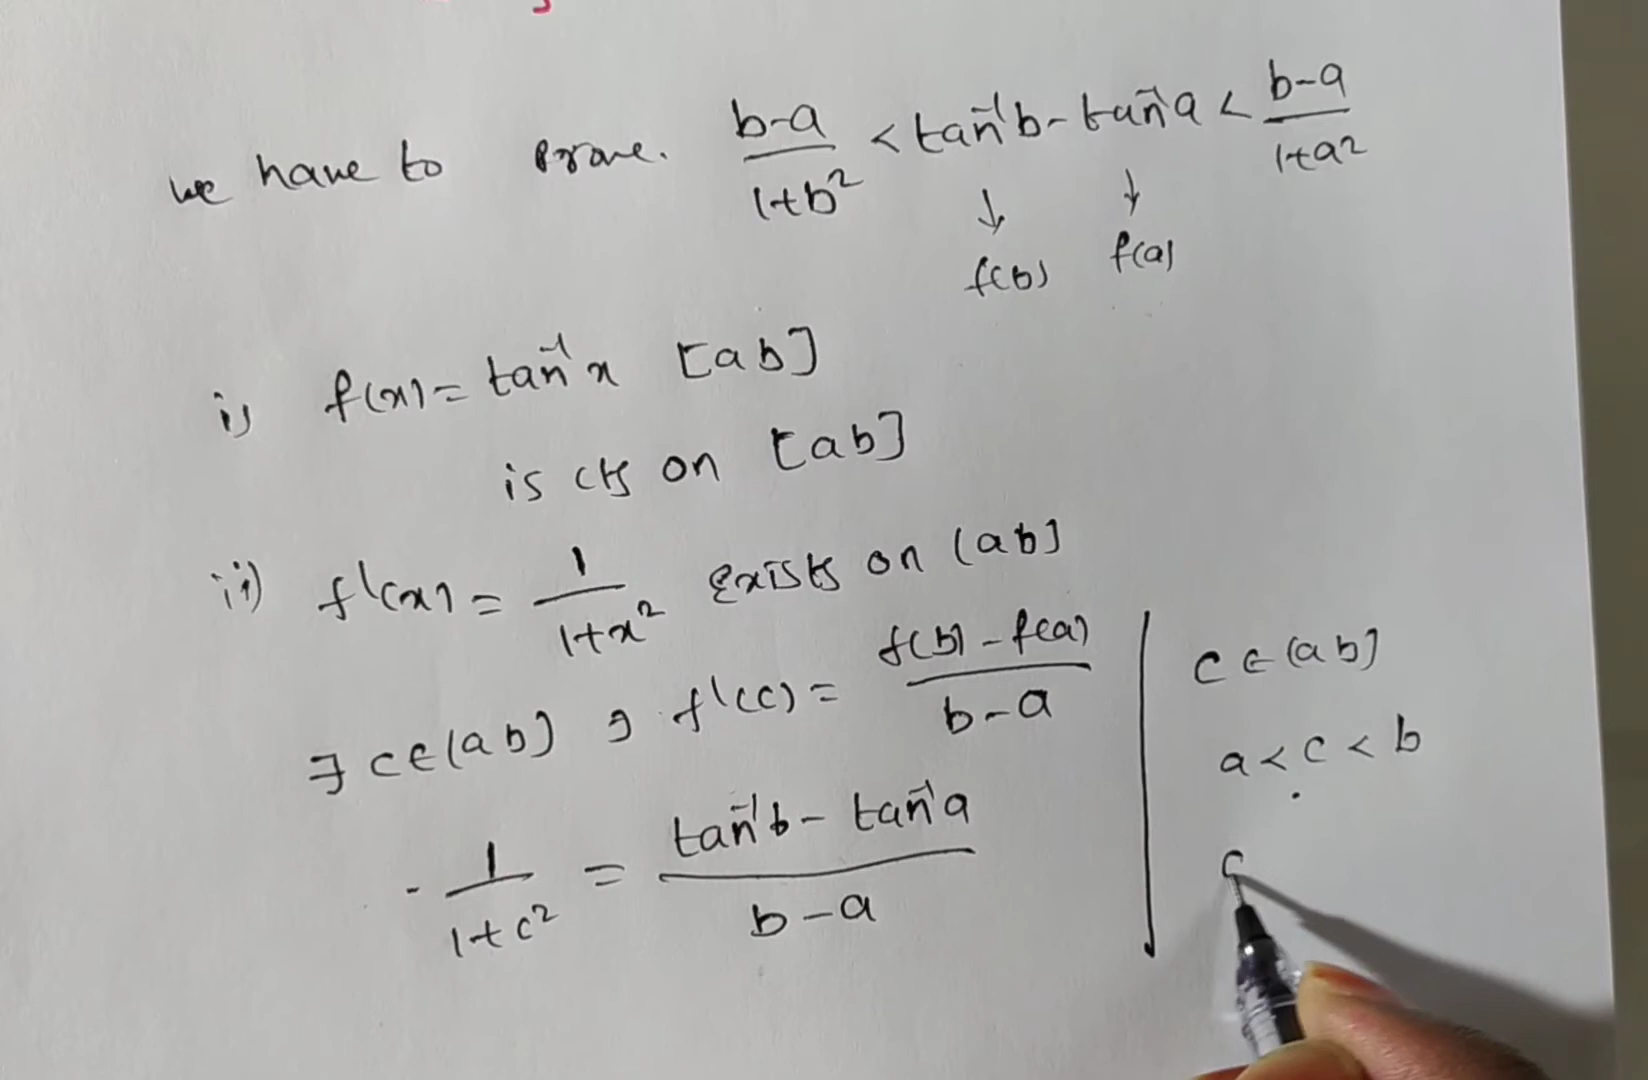 we have to prove. b-a/1+b² < tan⁻¹b - tan⁻¹a < b-a/1+a²
↓ ↓
f(b) f(a)
i) f(x) = tan⁻¹x [a b]
is cts on [a b]
ii) f'(x) = 1/1+x² exists on (a b)
∃ c ∈ (a b) ∋ f'(c) = f(b) - f(a)/b-a
1/1+c² = tan⁻¹b - tan⁻¹a/b-a
c ∈ (a b)
a < c < b